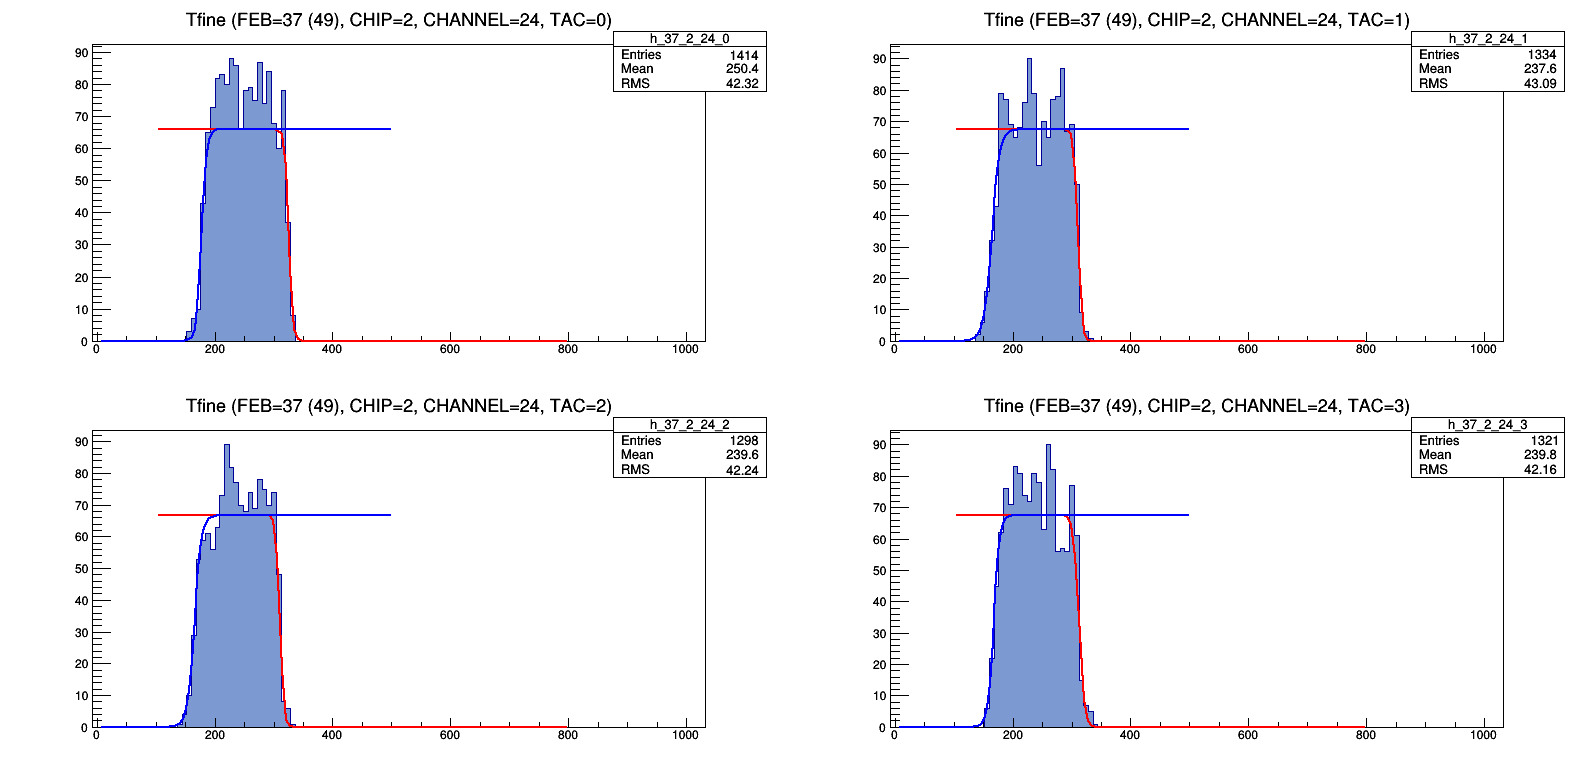 Tfine (FEB=37 (49), CHIP=2, CHANNEL=24, TAC=0)
h_37_2_24_0
Entries 1414
Mean 250.4
RMS 42.32
90
80
70
60
50
40
30
20
10
0
0 200 400 600 800 1000
Tfine (FEB=37 (49), CHIP=2, CHANNEL=24, TAC=1)
h_37_2_24_1
Entries 1334
Mean 237.6
RMS 43.09
90
80
70
60
50
40
30
20
10
0
0 200 400 600 800 1000
Tfine (FEB=37 (49), CHIP=2, CHANNEL=24, TAC=2)
h_37_2_24_2
Entries 1298
Mean 239.6
RMS 42.24
90
80
70
60
50
40
30
20
10
0
0 200 400 600 800 1000
Tfine (FEB=37 (49), CHIP=2, CHANNEL=24, TAC=3)
h_37_2_24_3
Entries 1321
Mean 239.8
RMS 42.16
90
80
70
60
50
40
30
20
10
0
0 200 400 600 800 1000